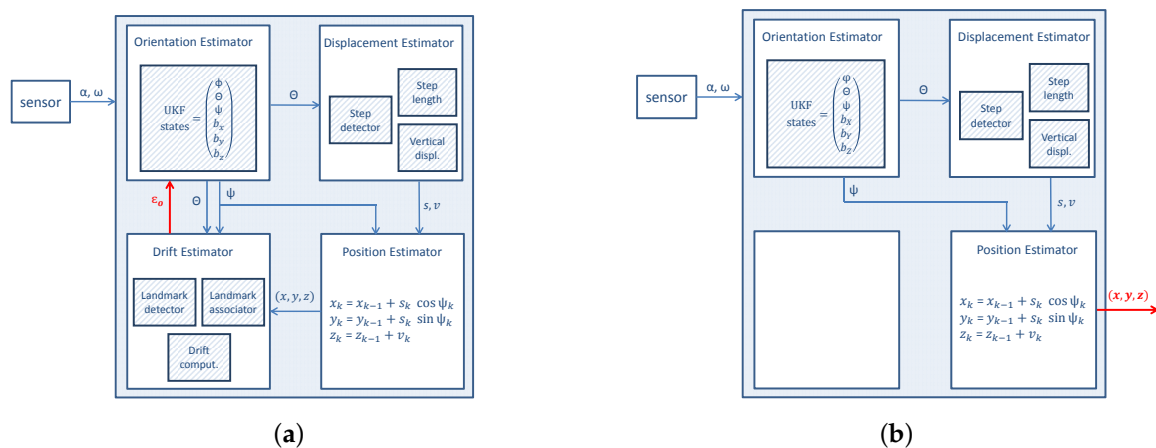 Orientation Estimator
Displacement Estimator
sensor
α, ω
UKF
states
=
ϕ
Θ
ψ
b_x
b_y
b_z
Θ
Step
detector
Step
length
Vertical
displ.
ε_o
Θ
ψ
s, v
Drift Estimator
Landmark
detector
Landmark
associator
Drift
comput.
(x, y, z)
Position Estimator
x_k = x_{k−1} + s_k cos ψ_k
y_k = y_{k−1} + s_k sin ψ_k
z_k = z_{k−1} + v_k
(a)
Orientation Estimator
Displacement Estimator
sensor
α, ω
UKF
states
=
φ
Θ
ψ
b_X
b_Y
b_Z
Θ
Step
detector
Step
length
Vertical
displ.
ψ
s, v
Position Estimator
x_k = x_{k−1} + s_k cos ψ_k
y_k = y_{k−1} + s_k sin ψ_k
z_k = z_{k−1} + v_k
(x, y, z)
(b)